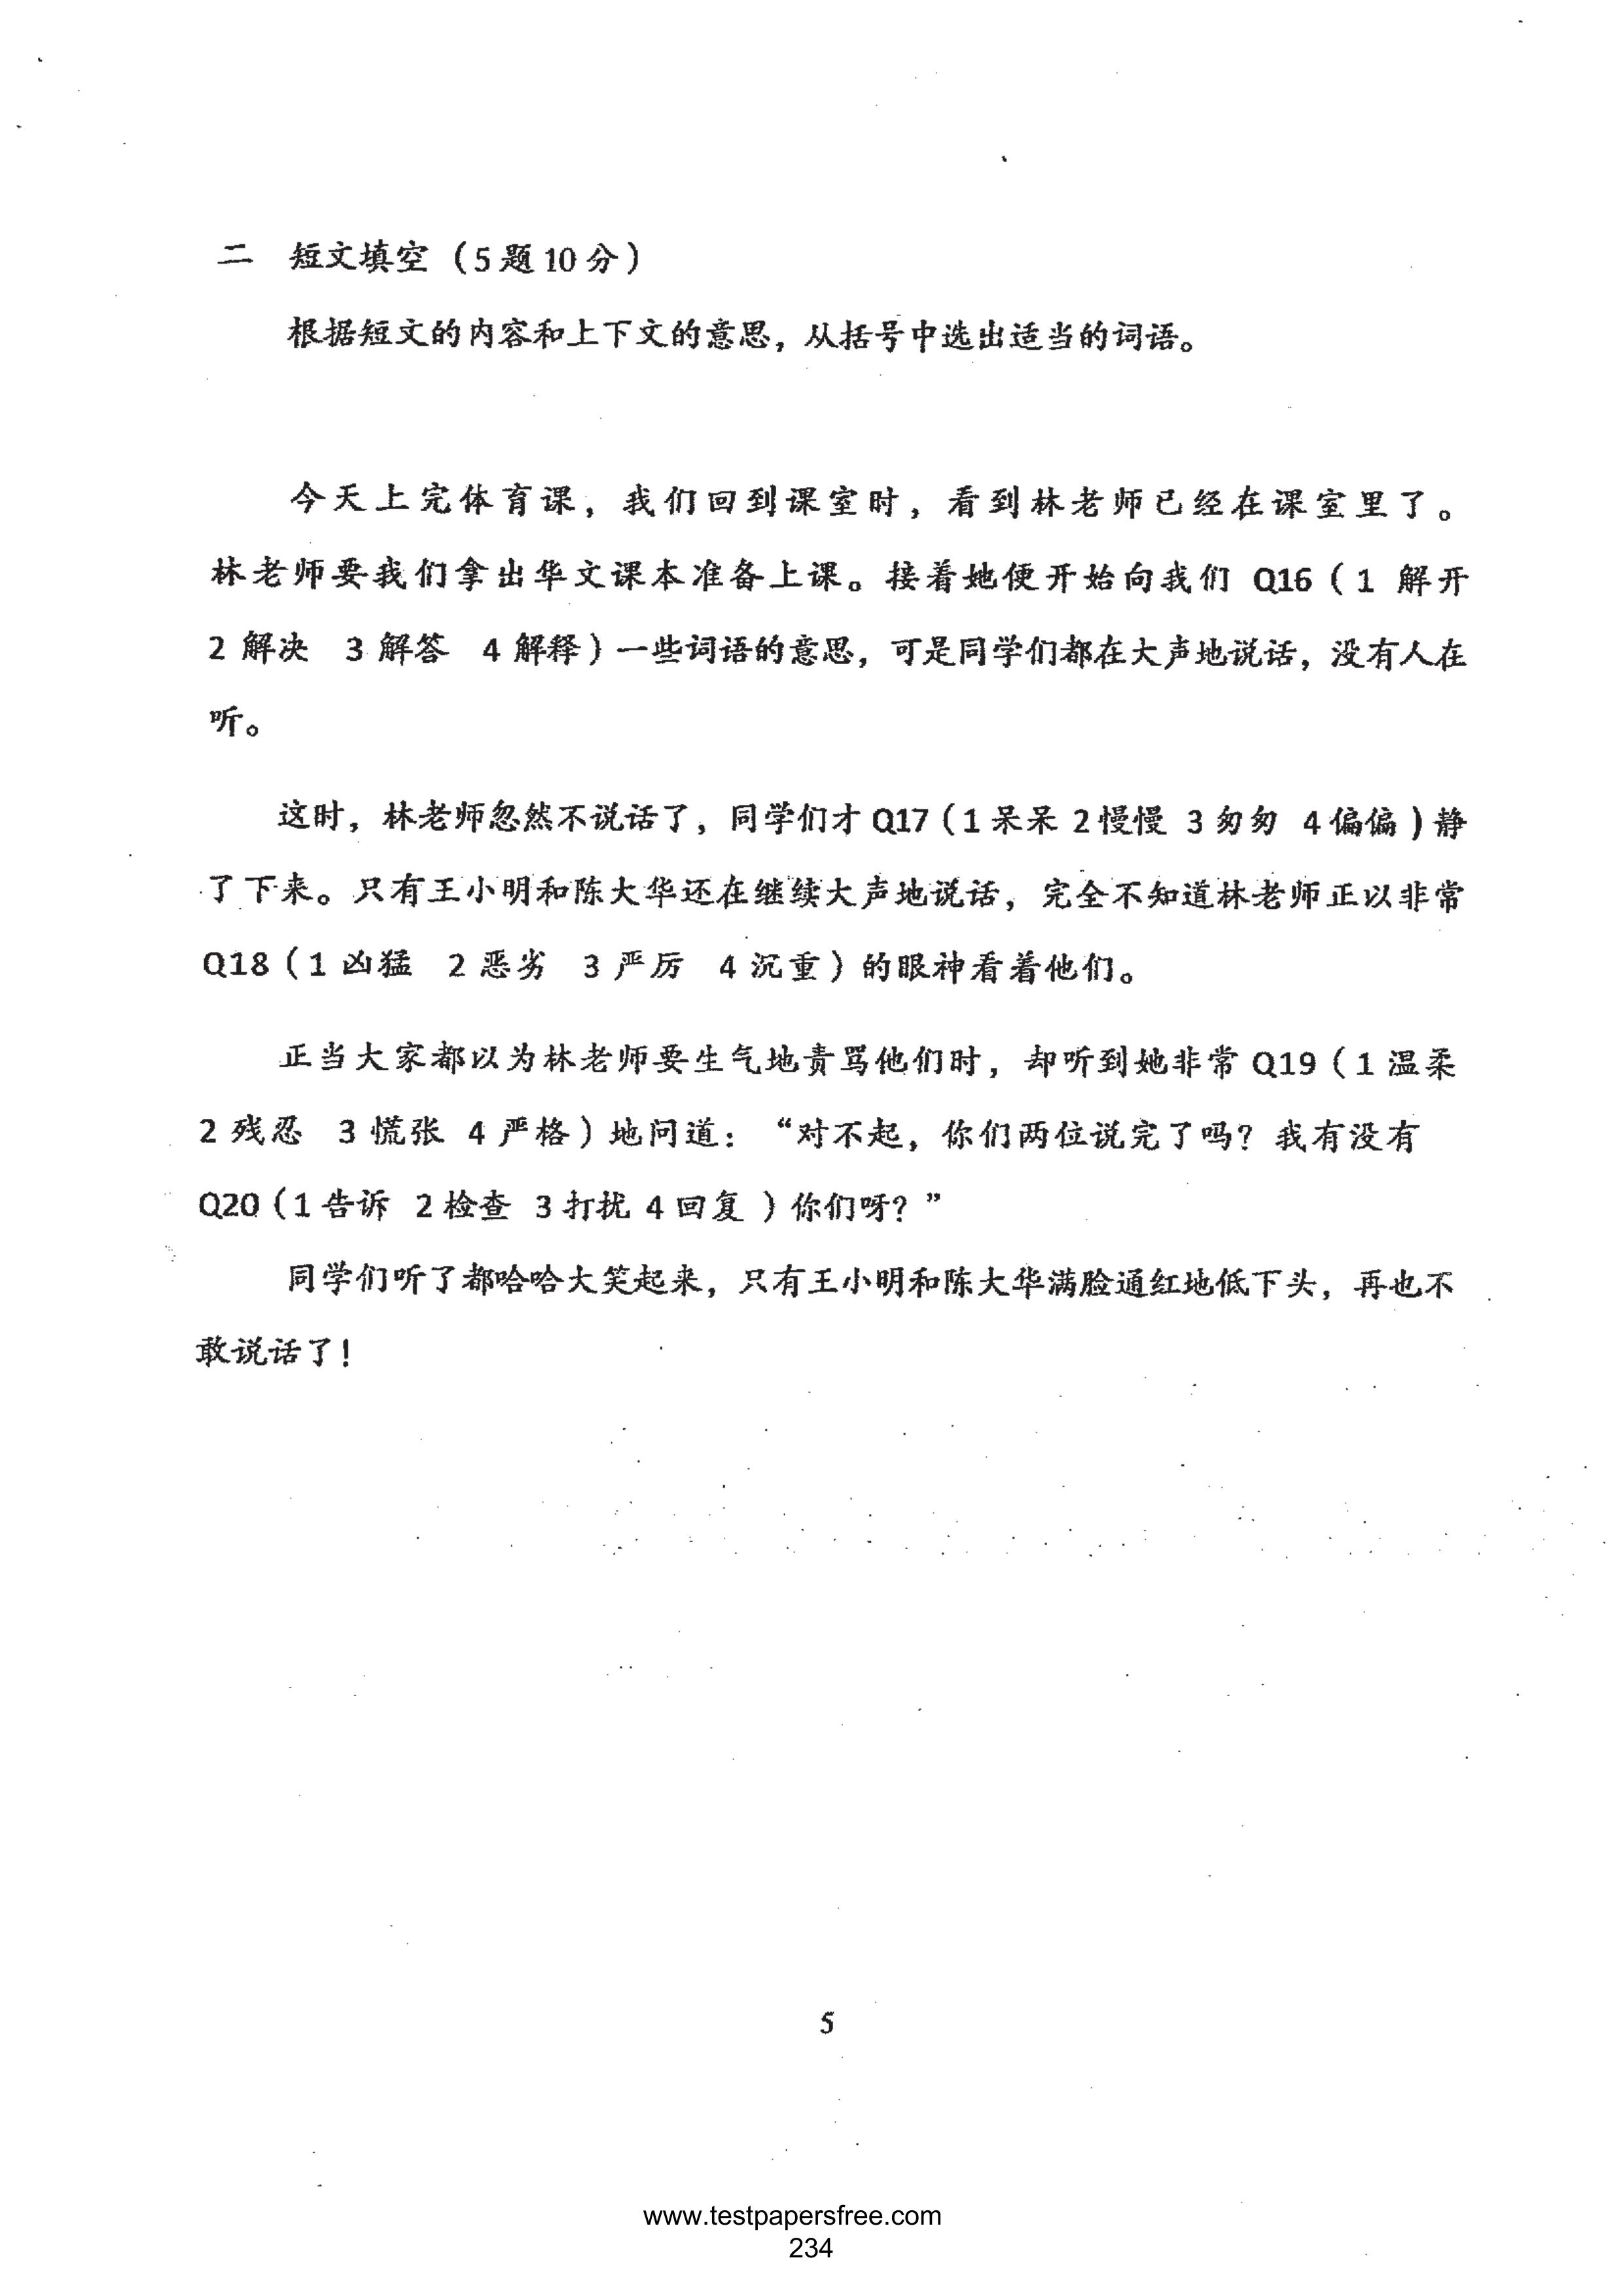 二 短文填空（5题10分）
根据短文的内容和上下文的意思，从括号中选出适当的词语。
今天上完体育课，我们回到课室时，看到林老师已经在课室里了。
林老师要我们拿出华文课本准备上课。接着她便开始向我们 Q16（1 解开
2 解决 3 解答 4 解释）一些词语的意思，可是同学们都在大声地说话，没有人在
听。
这时，林老师忽然不说话了，同学们才Q17（1呆呆 2慢慢 3匆匆 4偏偏）静
了下来。只有王小明和陈大华还在继续大声地说话，完全不知道林老师正以非常
Q18（1凶猛 2恶劣 3严厉 4沉重）的眼神看着他们。
正当大家都以为林老师要生气地责骂他们时，却听到她非常Q19（1温柔
2残忍 3慌张 4严格）地问道：“对不起，你们两位说完了吗？我有没有
Q20（1告诉 2检查 3打扰 4回复）你们呀？”
同学们听了都哈哈大笑起来，只有王小明和陈大华满脸通红地低下头，再也不
敢说话了！
5
www.testpapersfree.com
234